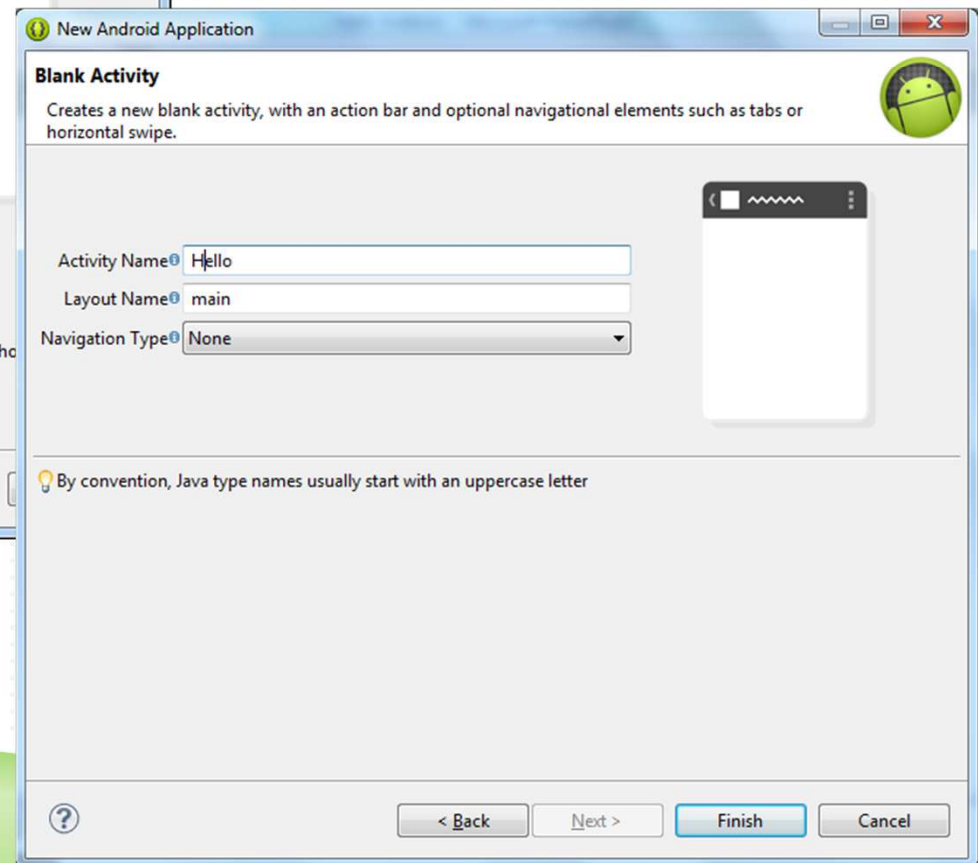 New Android Application
Blank Activity
Creates a new blank activity, with an action bar and optional navigational elements such as tabs or
horizontal swipe.
Activity Name Hello
Layout Name main
Navigation Type None
ho
By convention, Java type names usually start with an uppercase letter
< Back Next > Finish Cancel